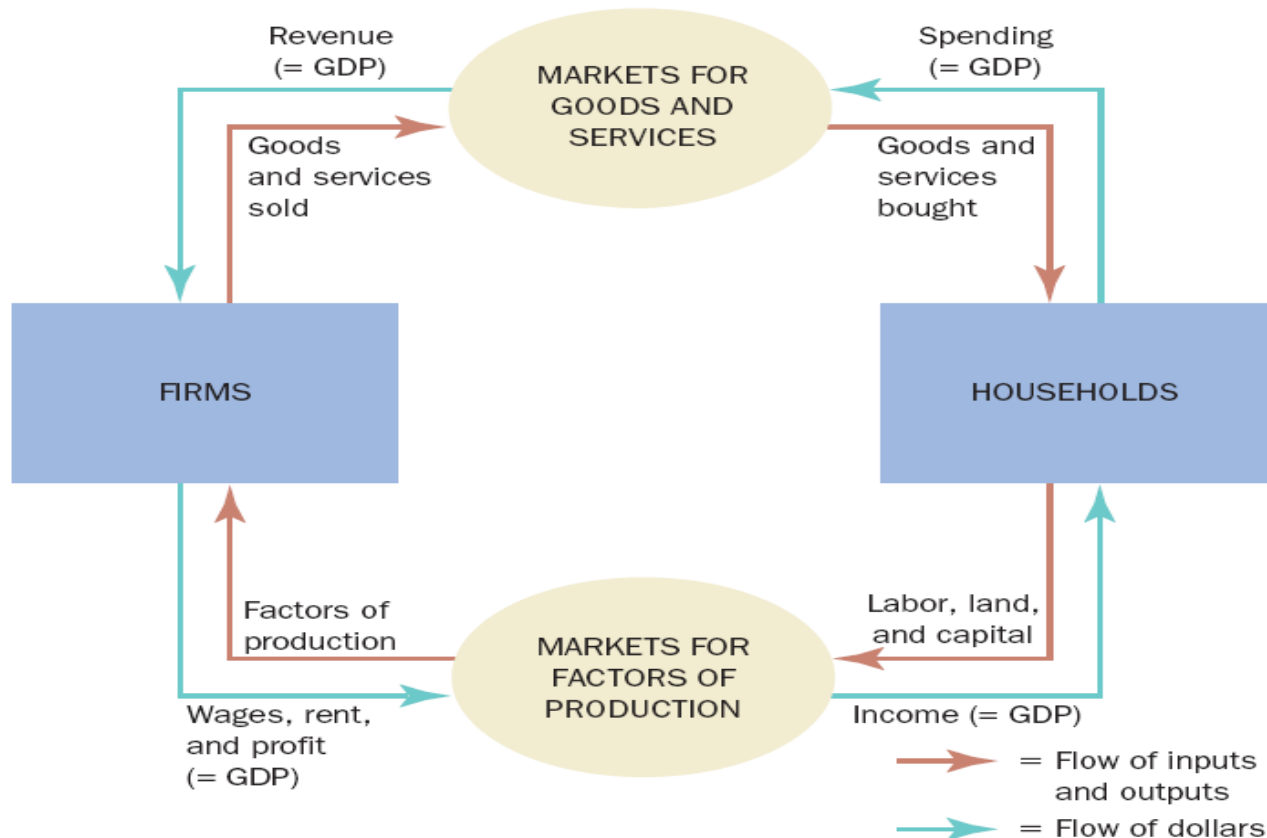 Revenue
(= GDP)
Spending
(= GDP)
MARKETS FOR
GOODS AND
SERVICES
Goods
and services
sold
Goods and
services
bought
FIRMS
HOUSEHOLDS
Factors of
production
Labor, land,
and capital
MARKETS FOR
FACTORS OF
PRODUCTION
Wages, rent,
and profit
(= GDP)
Income (= GDP)
= Flow of inputs
and outputs
= Flow of dollars